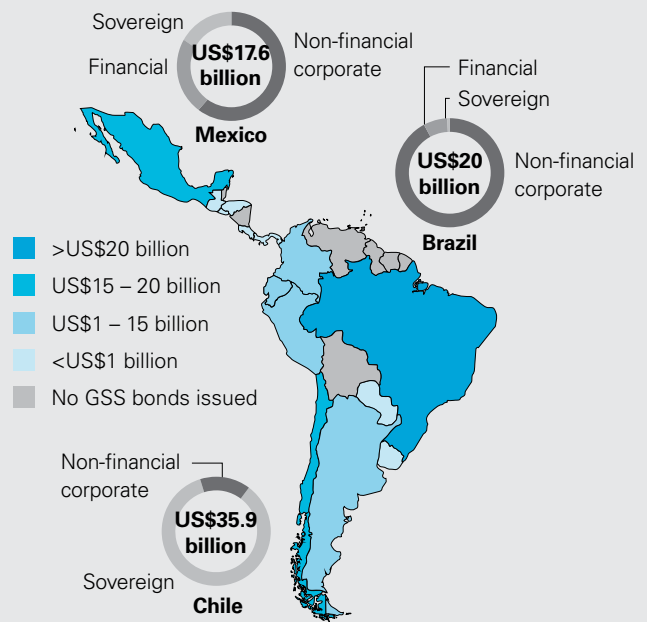 Sovereign
Financial
US$17.6
billion
Non-financial
corporate
Mexico
Financial
Sovereign
US$20
billion
Non-financial
corporate
Brazil
>US$20 billion
US$15 – 20 billion
US$1 – 15 billion
<US$1 billion
No GSS bonds issued
Non-financial
corporate
US$35.9
billion
Sovereign
Chile